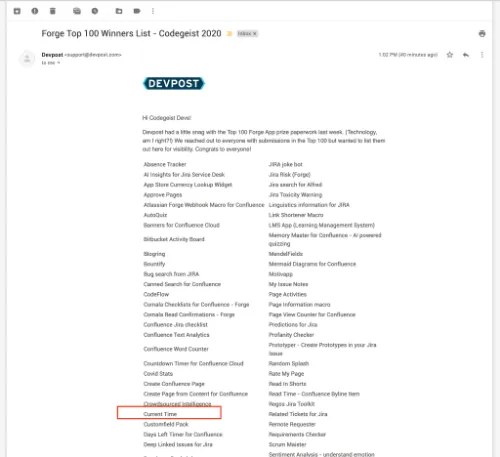 Forge Top 100 Winners List - Codegeist 2020
Inbox ×
Devpost <support@devpost.com>
to me
1:02 PM (40 minutes ago)
DEVPOST
Hi Codegeist Devs!
Devpost had a little snag with the Top 100 Forge App prize paperwork last week. (Technology,
am I right?!) We reached out to everyone with submissions in the Top 100 but wanted to list them
out here for visibility. Congrats to everyone!
Absence Tracker JIRA joke bot
AI Insights for Jira Service Desk Jira Risk (Forge)
App Store Currency Lookup Widget Jira search for Alfred
Approve Pages Jira Toxicity Warning
Atlassian Forge Webhook Macro for Confluence Linguistics information for JIRA
AutoQuiz Link Shortener Macro
Banners for Confluence Cloud LMS App (Learning Management System)
Bitbucket Activity Board Memory Master for Confluence - AI powered
quizzing
Blogring MendelFields
Bountify Mermaid Diagrams for Confluence
Bug search from JIRA Motivapp
Canned Search for Confluence My Issue Notes
CodeFlow Page Activities
Comala Checklists for Confluence - Forge Page Information macro
Comala Read Confirmations - Forge Page View Counter for Confluence
Confluence Jira checklist Predictions for Jira
Confluence Text Analytics Profanity Checker
Confluence Word Counter Prototyper - Create Prototypes in your Jira
issue
Countdown Timer for Confluence Cloud Random Splash
Covid Stats Rate My Page
Create Confluence Page Read In Shorts
Create Page from Content for Confluence Read Time - Confluence Byline Item
Crowdsourced Intelligence Regos Jira Toolkit
Current Time Related Tickets for Jira
Customfield Pack Remote Requester
Days Left Timer for Confluence Requirements Checker
Deep Linked Issues for Jira Scrum Meister
Sentiment Analysis - understand emotion